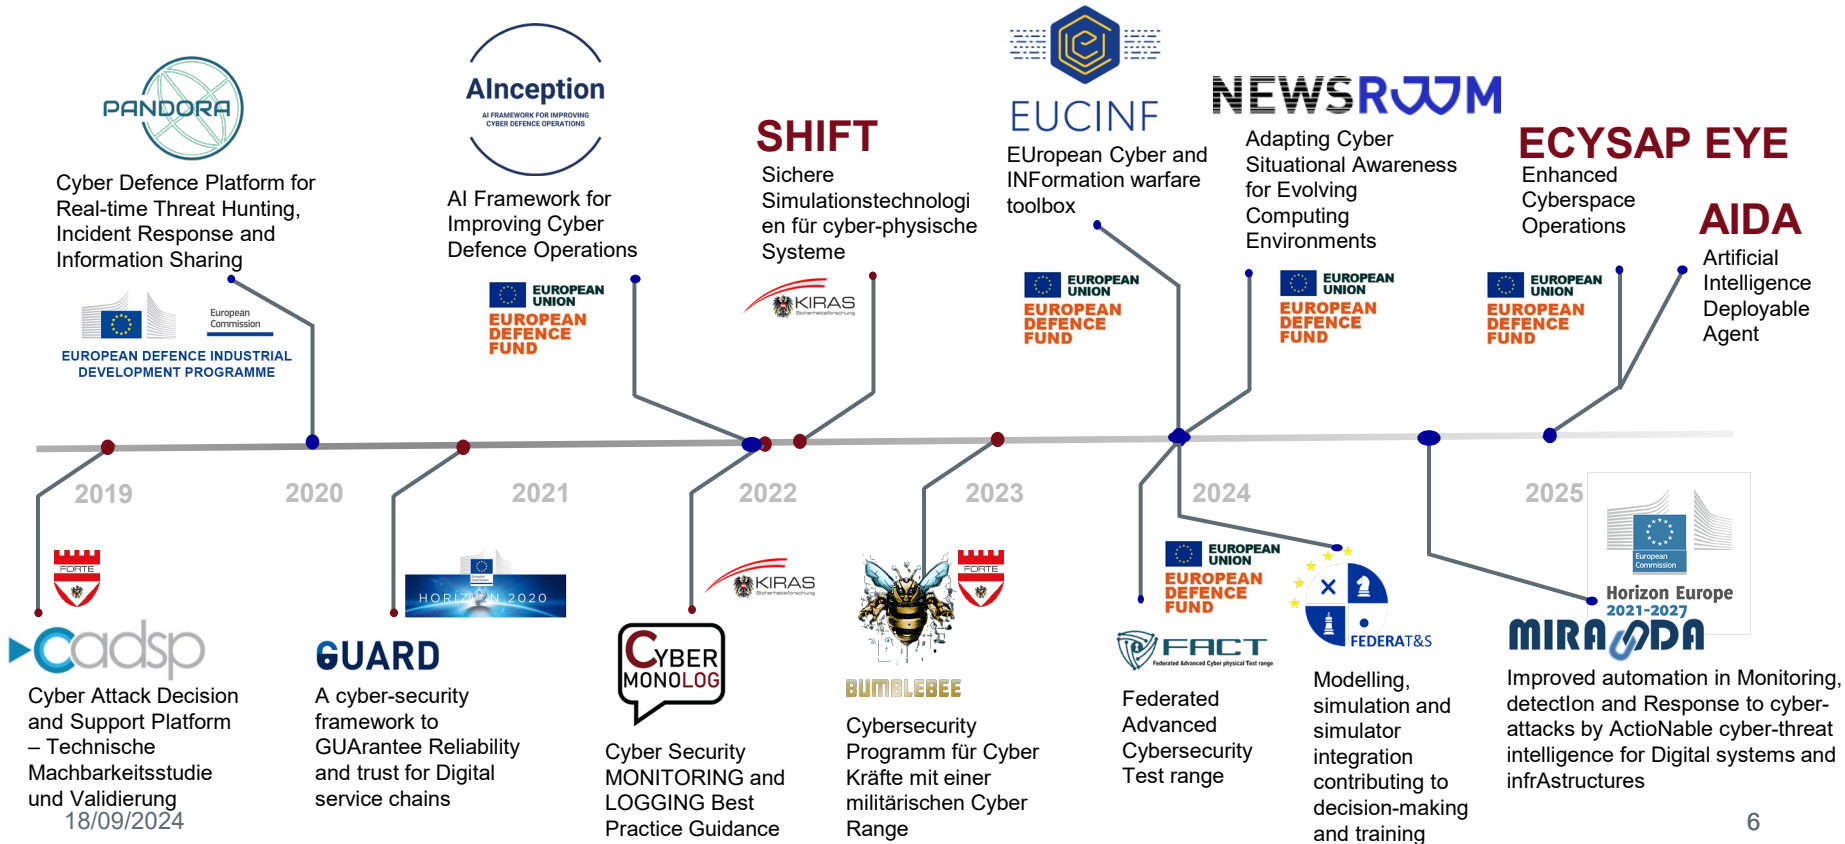 PANDORA
Cyber Defence Platform for
Real-time Threat Hunting,
Incident Response and
Information Sharing
European
Commission
EUROPEAN DEFENCE INDUSTRIAL
DEVELOPMENT PROGRAMME
AInception
AI FRAMEWORK FOR IMPROVING
CYBER DEFENCE OPERATIONS
AI Framework for
Improving Cyber
Defence Operations
EUROPEAN
UNION
EUROPEAN
DEFENCE
FUND
SHIFT
Sichere
Simulationstechnologi
en für cyber-physische
Systeme
KIRAS
Sicherheitsforschung
EUCINF
EUropean Cyber and
INFormation warfare
toolbox
EUROPEAN
UNION
EUROPEAN
DEFENCE
FUND
NEWSROOM
Adapting Cyber
Situational Awareness
for Evolving
Computing
Environments
EUROPEAN
UNION
EUROPEAN
DEFENCE
FUND
ECYSAP EYE
Enhanced
Cyberspace
Operations
EUROPEAN
UNION
EUROPEAN
DEFENCE
FUND
AIDA
Artificial
Intelligence
Deployable
Agent
2019
2020
2021
2022
2023
2024
2025
FORTE
cadsp
Cyber Attack Decision
and Support Platform
– Technische
Machbarkeitsstudie
und Validierung
HORIZON 2020
GUARD
A cyber-security
framework to
GUArantee Reliability
and trust for Digital
service chains
KIRAS
Sicherheitsforschung
CYBER
MONOLOG
Cyber Security
MONITORING and
LOGGING Best
Practice Guidance
FORTE
BUMBLEBEE
Cybersecurity
Programm für Cyber
Kräfte mit einer
militärischen Cyber
Range
EUROPEAN
UNION
EUROPEAN
DEFENCE
FUND
FACT
Federated Advanced Cyber physical Test range
Federated
Advanced
Cybersecurity
Test range
FEDERAT&S
Modelling,
simulation and
simulator
integration
contributing to
decision-making
and training
European
Commission
Horizon Europe
2021-2027
MIRANDA
Improved automation in Monitoring,
detectIon and Response to cyber-
attacks by ActioNable cyber-threat
intelligence for Digital systems and
infrAstructures
18/09/2024
6